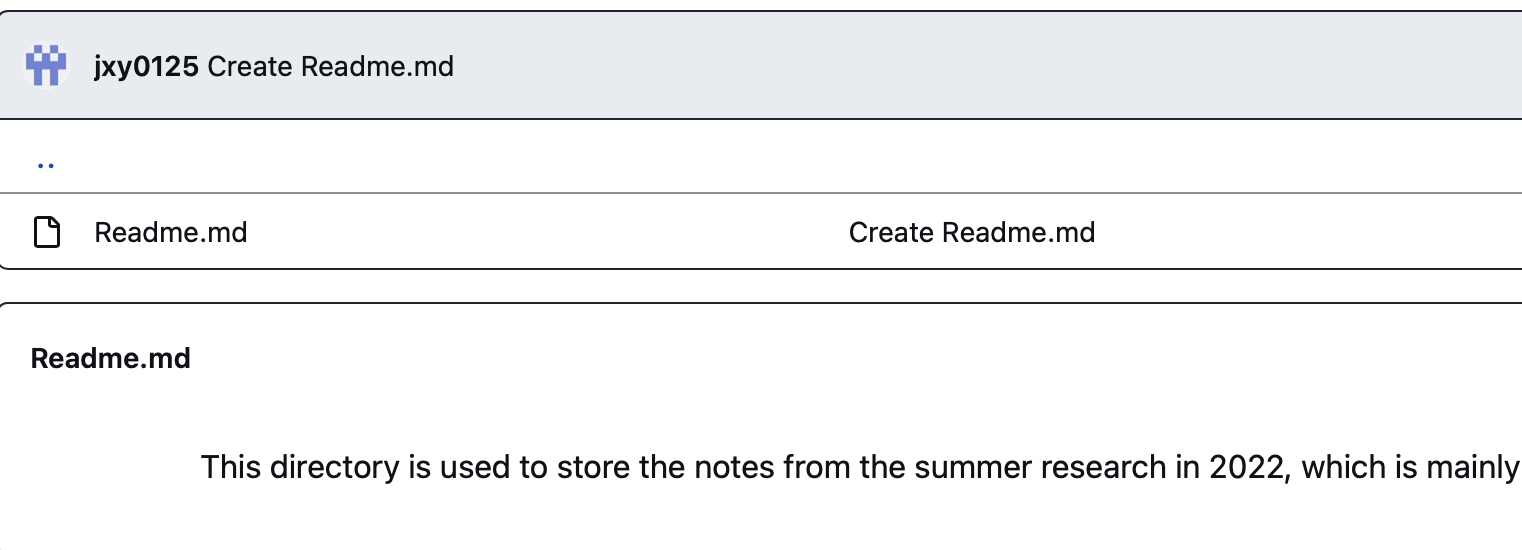 jxy0125 Create Readme.md
..
Readme.md Create Readme.md
Readme.md
This directory is used to store the notes from the summer research in 2022, which is mainly